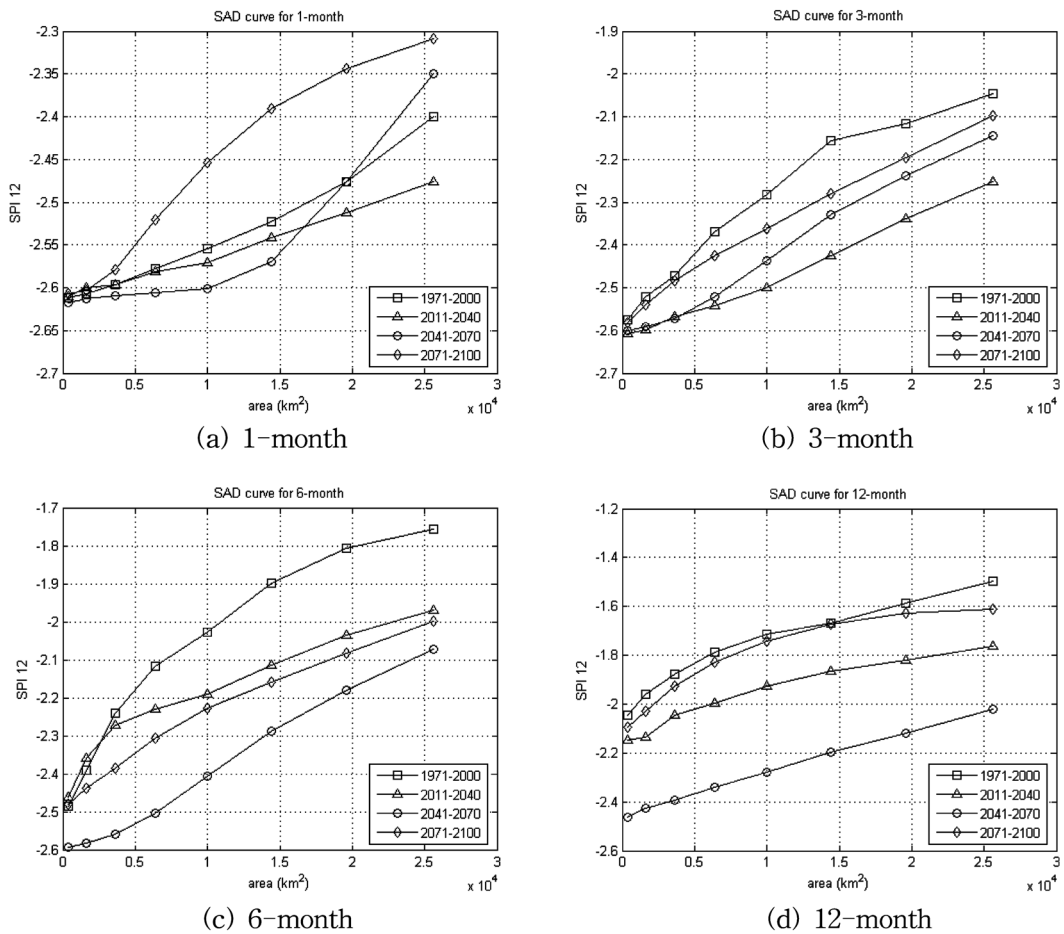 SAD curve for 1-month
-2.3
-2.35
-2.4
-2.45
-2.5
-2.55
-2.6
-2.65
-2.7
SPI 12
0 0.5 1 1.5 2 2.5 3
area (km²)
x 10⁴
1971-2000
2011-2040
2041-2070
2071-2100
(a) 1-month
SAD curve for 3-month
-1.9
-2
-2.1
-2.2
-2.3
-2.4
-2.5
-2.6
-2.7
SPI 12
0 0.5 1 1.5 2 2.5 3
area (km²)
x 10⁴
1971-2000
2011-2040
2041-2070
2071-2100
(b) 3-month
SAD curve for 6-month
-1.7
-1.8
-1.9
-2
-2.1
-2.2
-2.3
-2.4
-2.5
-2.6
SPI 12
0 0.5 1 1.5 2 2.5 3
area (km²)
x 10⁴
1971-2000
2011-2040
2041-2070
2071-2100
(c) 6-month
SAD curve for 12-month
-1.2
-1.4
-1.6
-1.8
-2
-2.2
-2.4
-2.6
SPI 12
0 0.5 1 1.5 2 2.5 3
area (km²)
x 10⁴
1971-2000
2011-2040
2041-2070
2071-2100
(d) 12-month